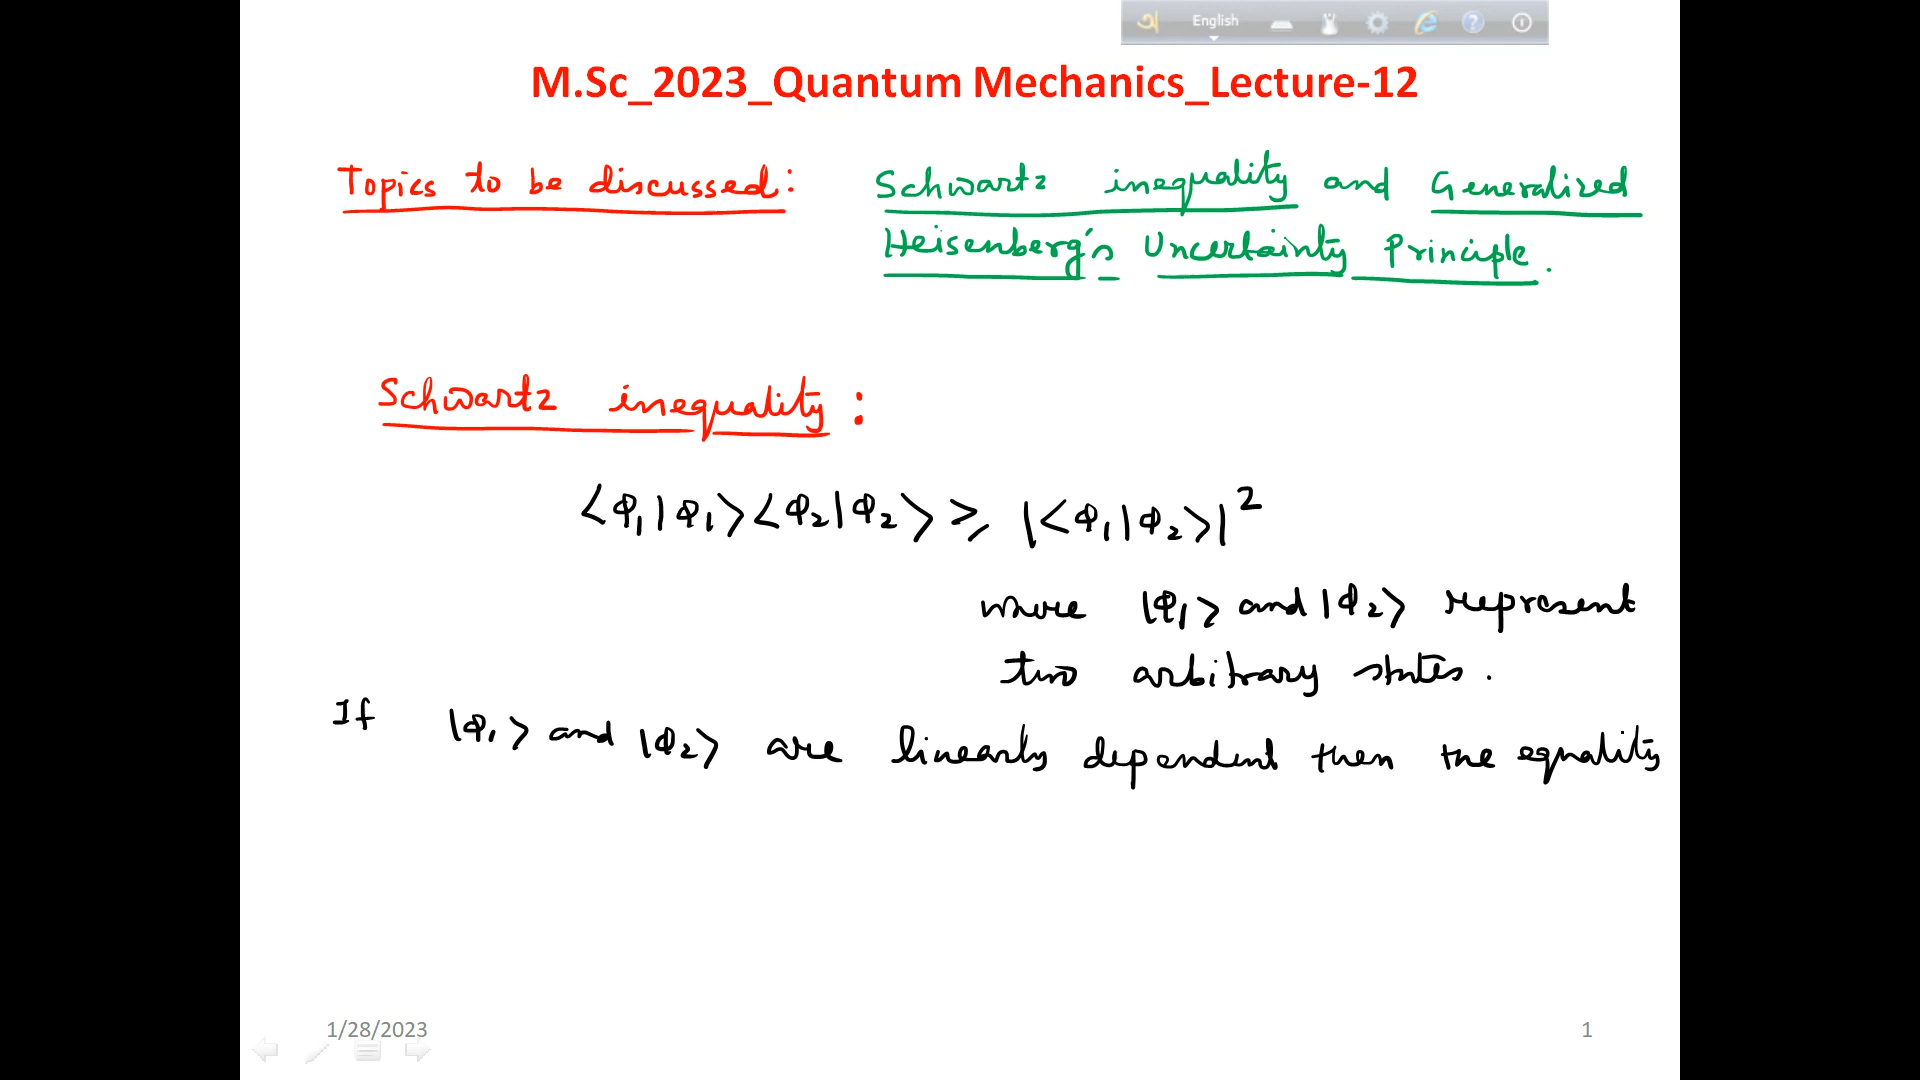 English
M.Sc_2023_Quantum Mechanics_Lecture-12
Topics to be discussed: Schwartz inequality and Generalized
Heisenberg's Uncertainty Principle.
Schwartz inequality:
<Φ₁|Φ₁><Φ₂|Φ₂> ≥ |<Φ₁|Φ₂>|²
where |Φ₁> and |Φ₂> represent
two arbitrary states.
If |Φ₁> and |Φ₂> are linearly dependent then the equality
1/28/2023
1